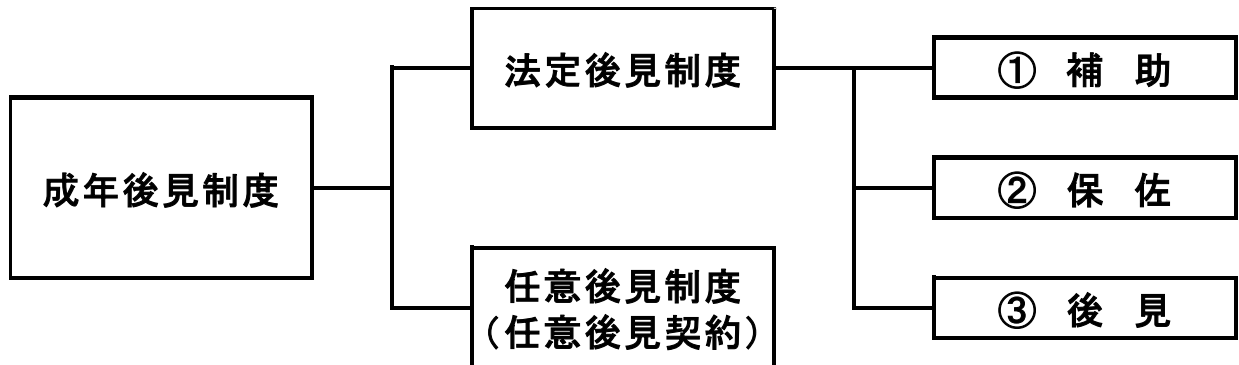 成年後見制度
法定後見制度
任意後見制度
（任意後見契約）
① 補 助
② 保 佐
③ 後 見